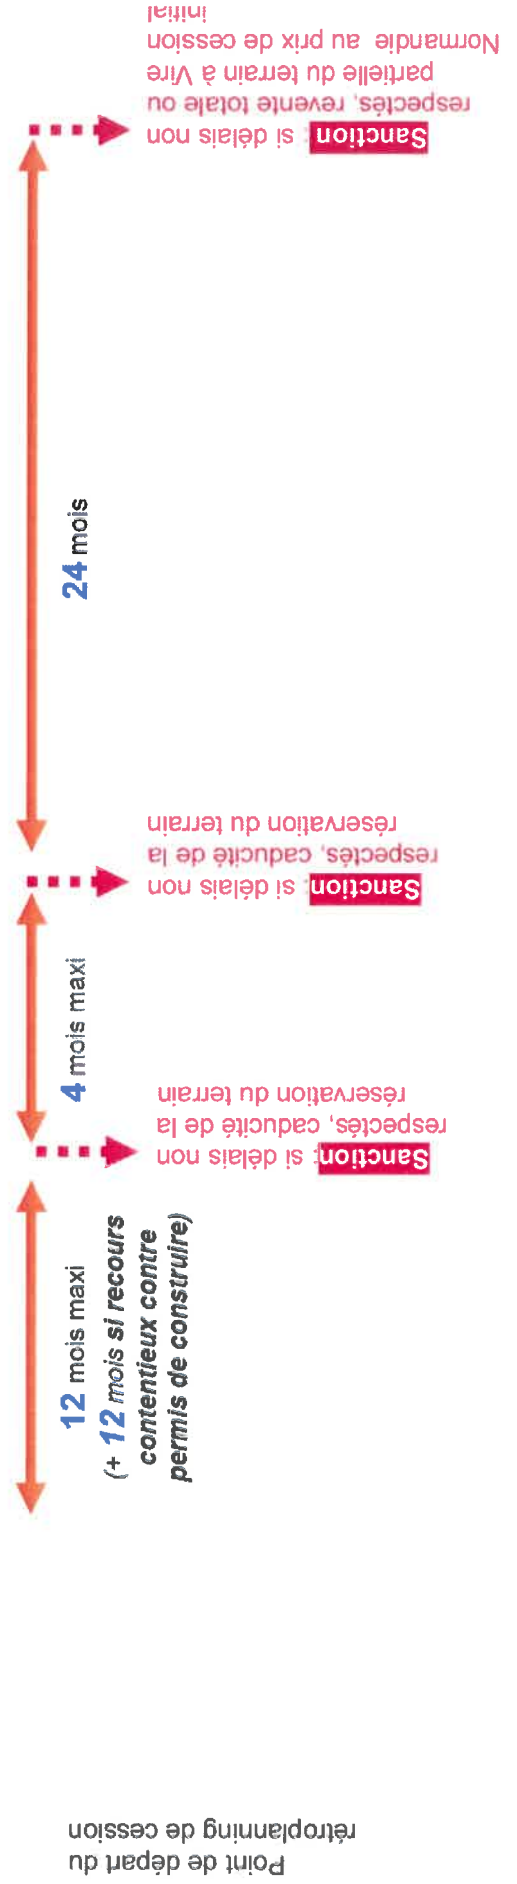 Point de départ du
rétroplanning de cession
12 mois maxi
(+ 12 mois si recours
contentieux contre
permis de construire)
Sanction: si délais non
respectés, caducité de la
réservation du terrain
4 mois maxi
Sanction: si délais non
respectés, caducité de la
réservation du terrain
24 mois
Sanction : si délais non
respectés, revente totale ou
partielle du terrain à Vire
Normandie au prix de cession
initial